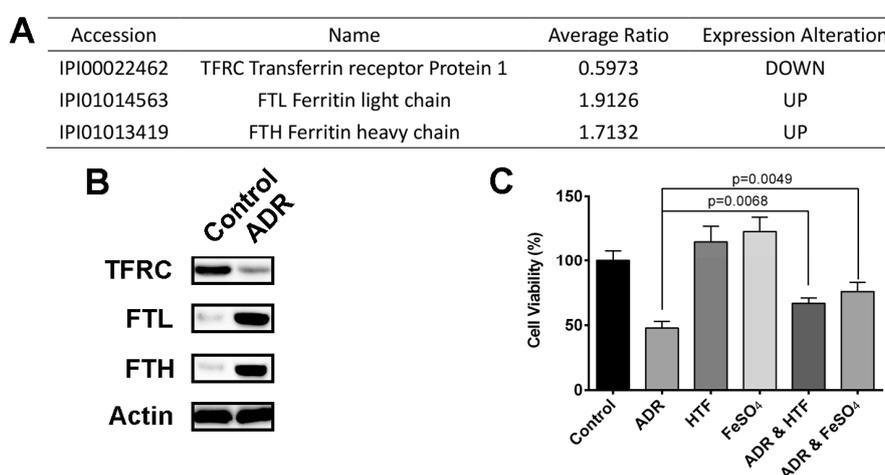 A
Accession Name Average Ratio Expression Alteration
IPI00022462 TFRC Transferrin receptor Protein 1 0.5973 DOWN
IPI01014563 FTL Ferritin light chain 1.9126 UP
IPI01013419 FTH Ferritin heavy chain 1.7132 UP
B
Control
ADR
TFRC
FTL
FTH
Actin
C
p=0.0049
p=0.0068
Cell Viability (%)
150
100
50
0
Control
ADR
HTF
FeSO₄
ADR & HTF
ADR & FeSO₄